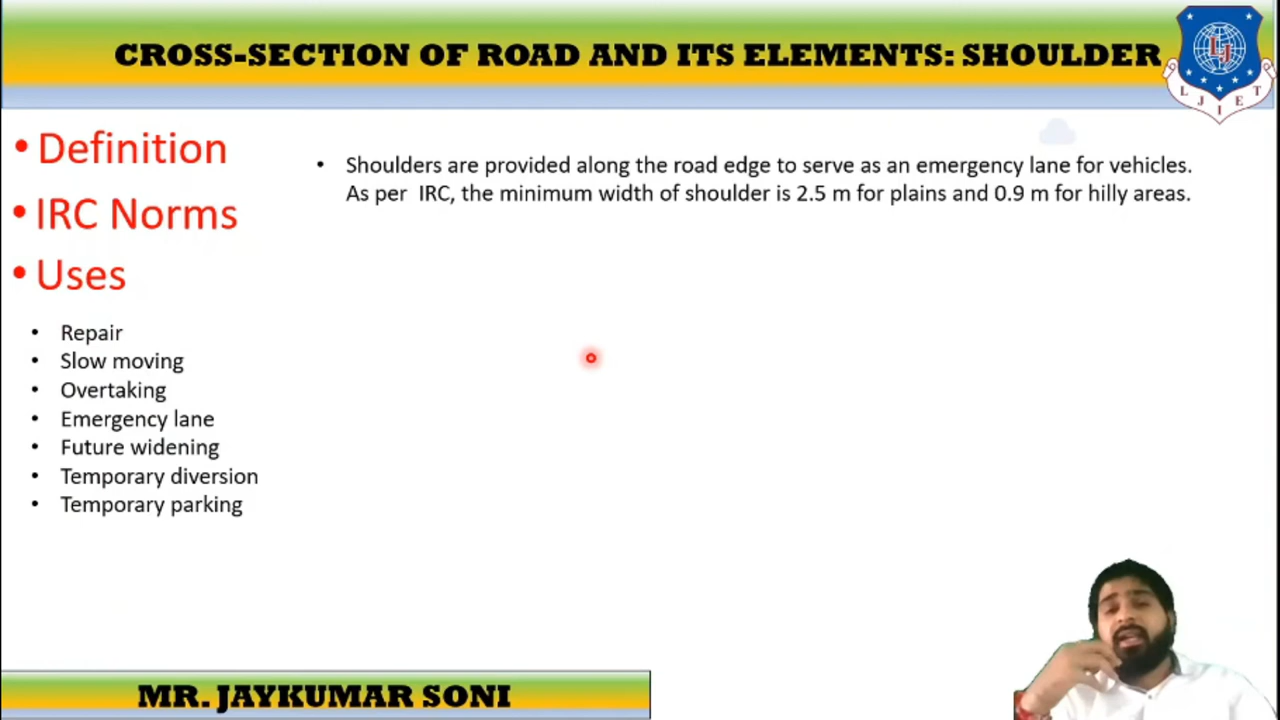 CROSS-SECTION OF ROAD AND ITS ELEMENTS: SHOULDER
LJ
L J I E T
• Definition
• IRC Norms
• Uses
• Repair
• Slow moving
• Overtaking
• Emergency lane
• Future widening
• Temporary diversion
• Temporary parking
• Shoulders are provided along the road edge to serve as an emergency lane for vehicles.
As per IRC, the minimum width of shoulder is 2.5 m for plains and 0.9 m for hilly areas.
MR. JAYKUMAR SONI